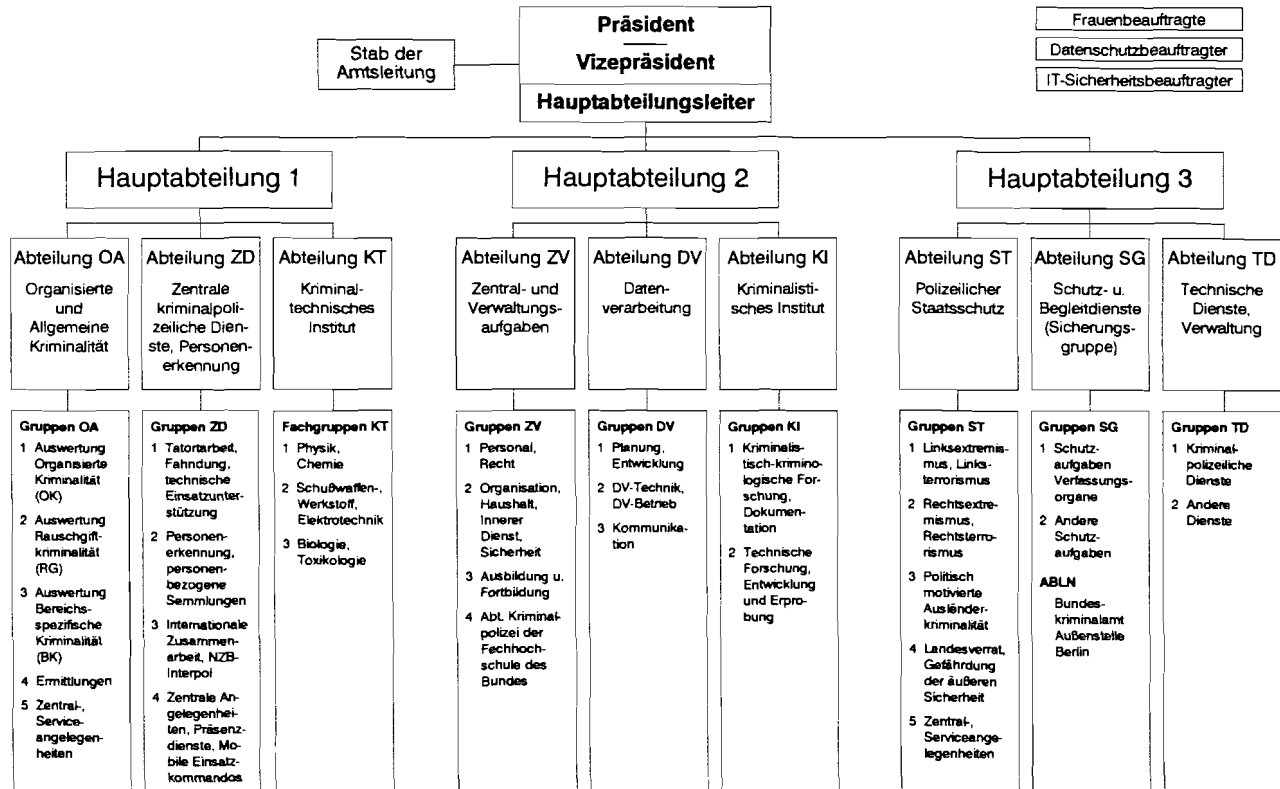 Präsident
Vizepräsident
Hauptabteilungsleiter
Stab der
Amtsleitung
Frauenbeauftragte
Datenschutzbeauftragter
IT-Sicherheitsbeauftragter
Hauptabteilung 1
Hauptabteilung 2
Hauptabteilung 3
Abteilung OA
Organisierte
und
Allgemeine
Kriminalität
Abteilung ZD
Zentrale
kriminalpoli-
zeiliche Dien-
ste, Personen-
erkennung
Abteilung KT
Kriminal-
technisches
Institut
Abteilung ZV
Zentral- und
Verwaltungs-
aufgaben
Abteilung DV
Daten-
verarbeitung
Abteilung KI
Kriminalisti-
sches Institut
Abteilung ST
Polizeilicher
Staatsschutz
Abteilung SG
Schutz- u.
Begleitdienste
(Sicherungs-
gruppe)
Abteilung TD
Technische
Dienste,
Verwaltung
Gruppen OA
1 Auswertung
Organisierte
Kriminalität
(OK)
2 Auswertung
Rauschgift-
kriminalität
(RG)
3 Auswertung
Bereichs-
spezifische
Kriminalität
(BK)
4 Ermittlungen
5 Zentral-,
Service-
angelegen-
heiten
Gruppen ZD
1 Tatortarbeit,
Fahndung,
technische
Einsatzunter-
stützung
2 Personen-
erkennung,
personen-
bezogene
Semmlungen
3 Internationale
Zusammen-
arbeit, NZB-
Interpol
4 Zentrale An-
gelegenhei-
ten, Präsenz-
dienste, Mo-
bile Einsatz-
kommandos
Fachgruppen KT
1 Physik,
Chemie
2 Schußwaffen-,
Werkstoff,
Elektrotechnik
3 Biologie,
Toxikologie
Gruppen ZV
1 Personal,
Recht
2 Organisation,
Haushalt,
Innerer
Dienst,
Sicherheit
3 Ausbildung u.
Fortbildung
4 Abt. Kriminal-
polizei der
Fechhoch-
schule des
Bundes
Gruppen DV
1 Planung,
Entwicklung
2 DV-Technik,
DV-Betrieb
3 Kommunika-
tion
Gruppen KI
1 Kriminalis-
tisch-krimino-
logische For-
schung,
Dokumen-
tation
2 Technische
Forschung,
Entwicklung
und Erpro-
bung
Gruppen ST
1 Linksextremis-
mus, Links-
terrorismus
2 Rechtsextre-
mismus,
Rechtsterro-
rismus
3 Politisch
motivierte
Ausländer-
kriminalität
4 Landesverrat,
Gefährdung
der äußeren
Sicherheit
5 Zentral-,
Serviceange-
legenheiten
Gruppen SG
1 Schutz-
aufgaben
Verfassungs-
organe
2 Andere
Schutz-
aufgaben
ABLN
Bundes-
kriminalamt
Außenstelle
Berlin
Gruppen TD
1 Kriminal-
polizeiliche
Dienste
2 Andere
Dienste